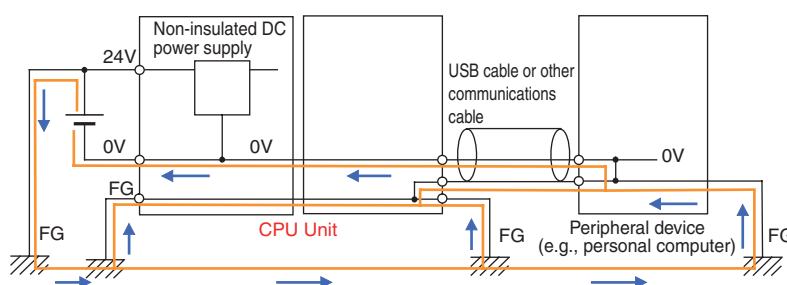 Non-insulated DC
power supply
24V
USB cable or other
communications
cable
0V
0V
0V
FG
CPU Unit
Peripheral device
(e.g., personal computer)
FG
FG
FG